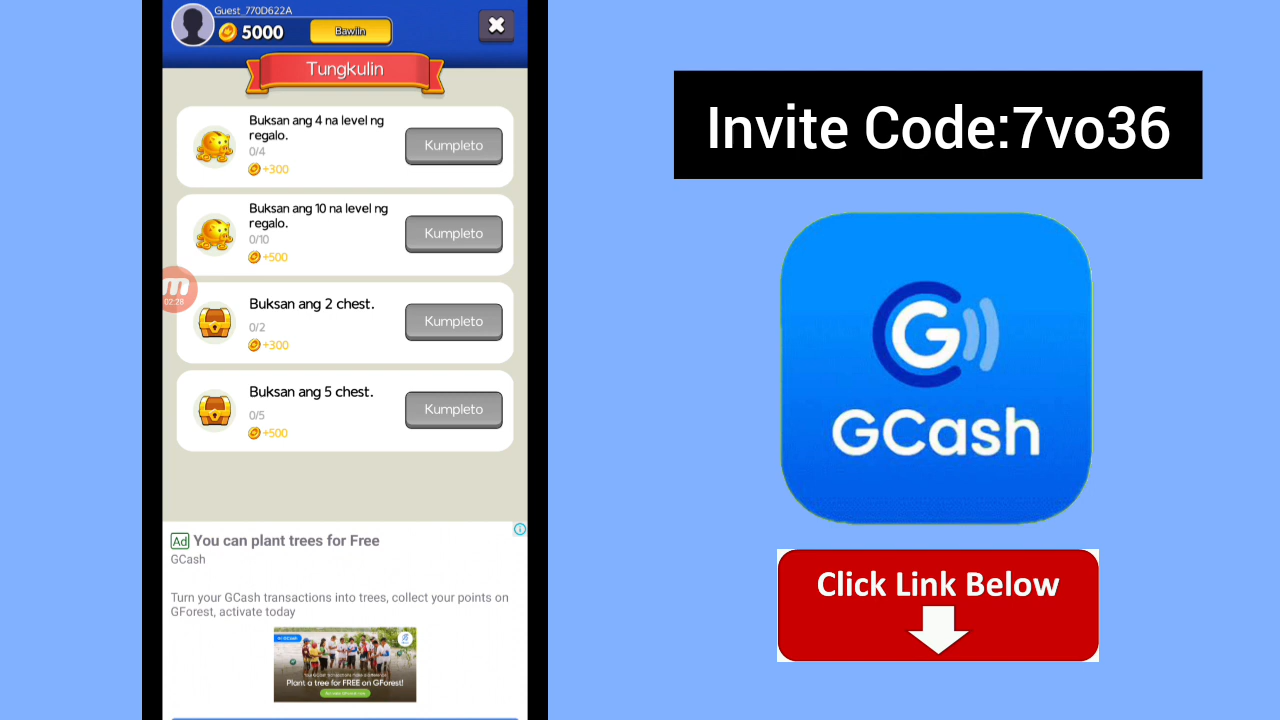 Guest_770D622A
5000
Bawiin
Tungkulin
Buksan ang 4 na level ng
regalo.
0/4
+300
Kumpleto
Buksan ang 10 na level ng
regalo.
0/10
+500
Kumpleto
02:28
Buksan ang 2 chest.
0/2
+300
Kumpleto
Buksan ang 5 chest.
0/5
+500
Kumpleto
Ad You can plant trees for Free
GCash
Turn your GCash transactions into trees, collect your points on
GForest, activate today
Plant a tree for FREE on GForest!
Invite Code:7vo36
G
GCash
Click Link Below